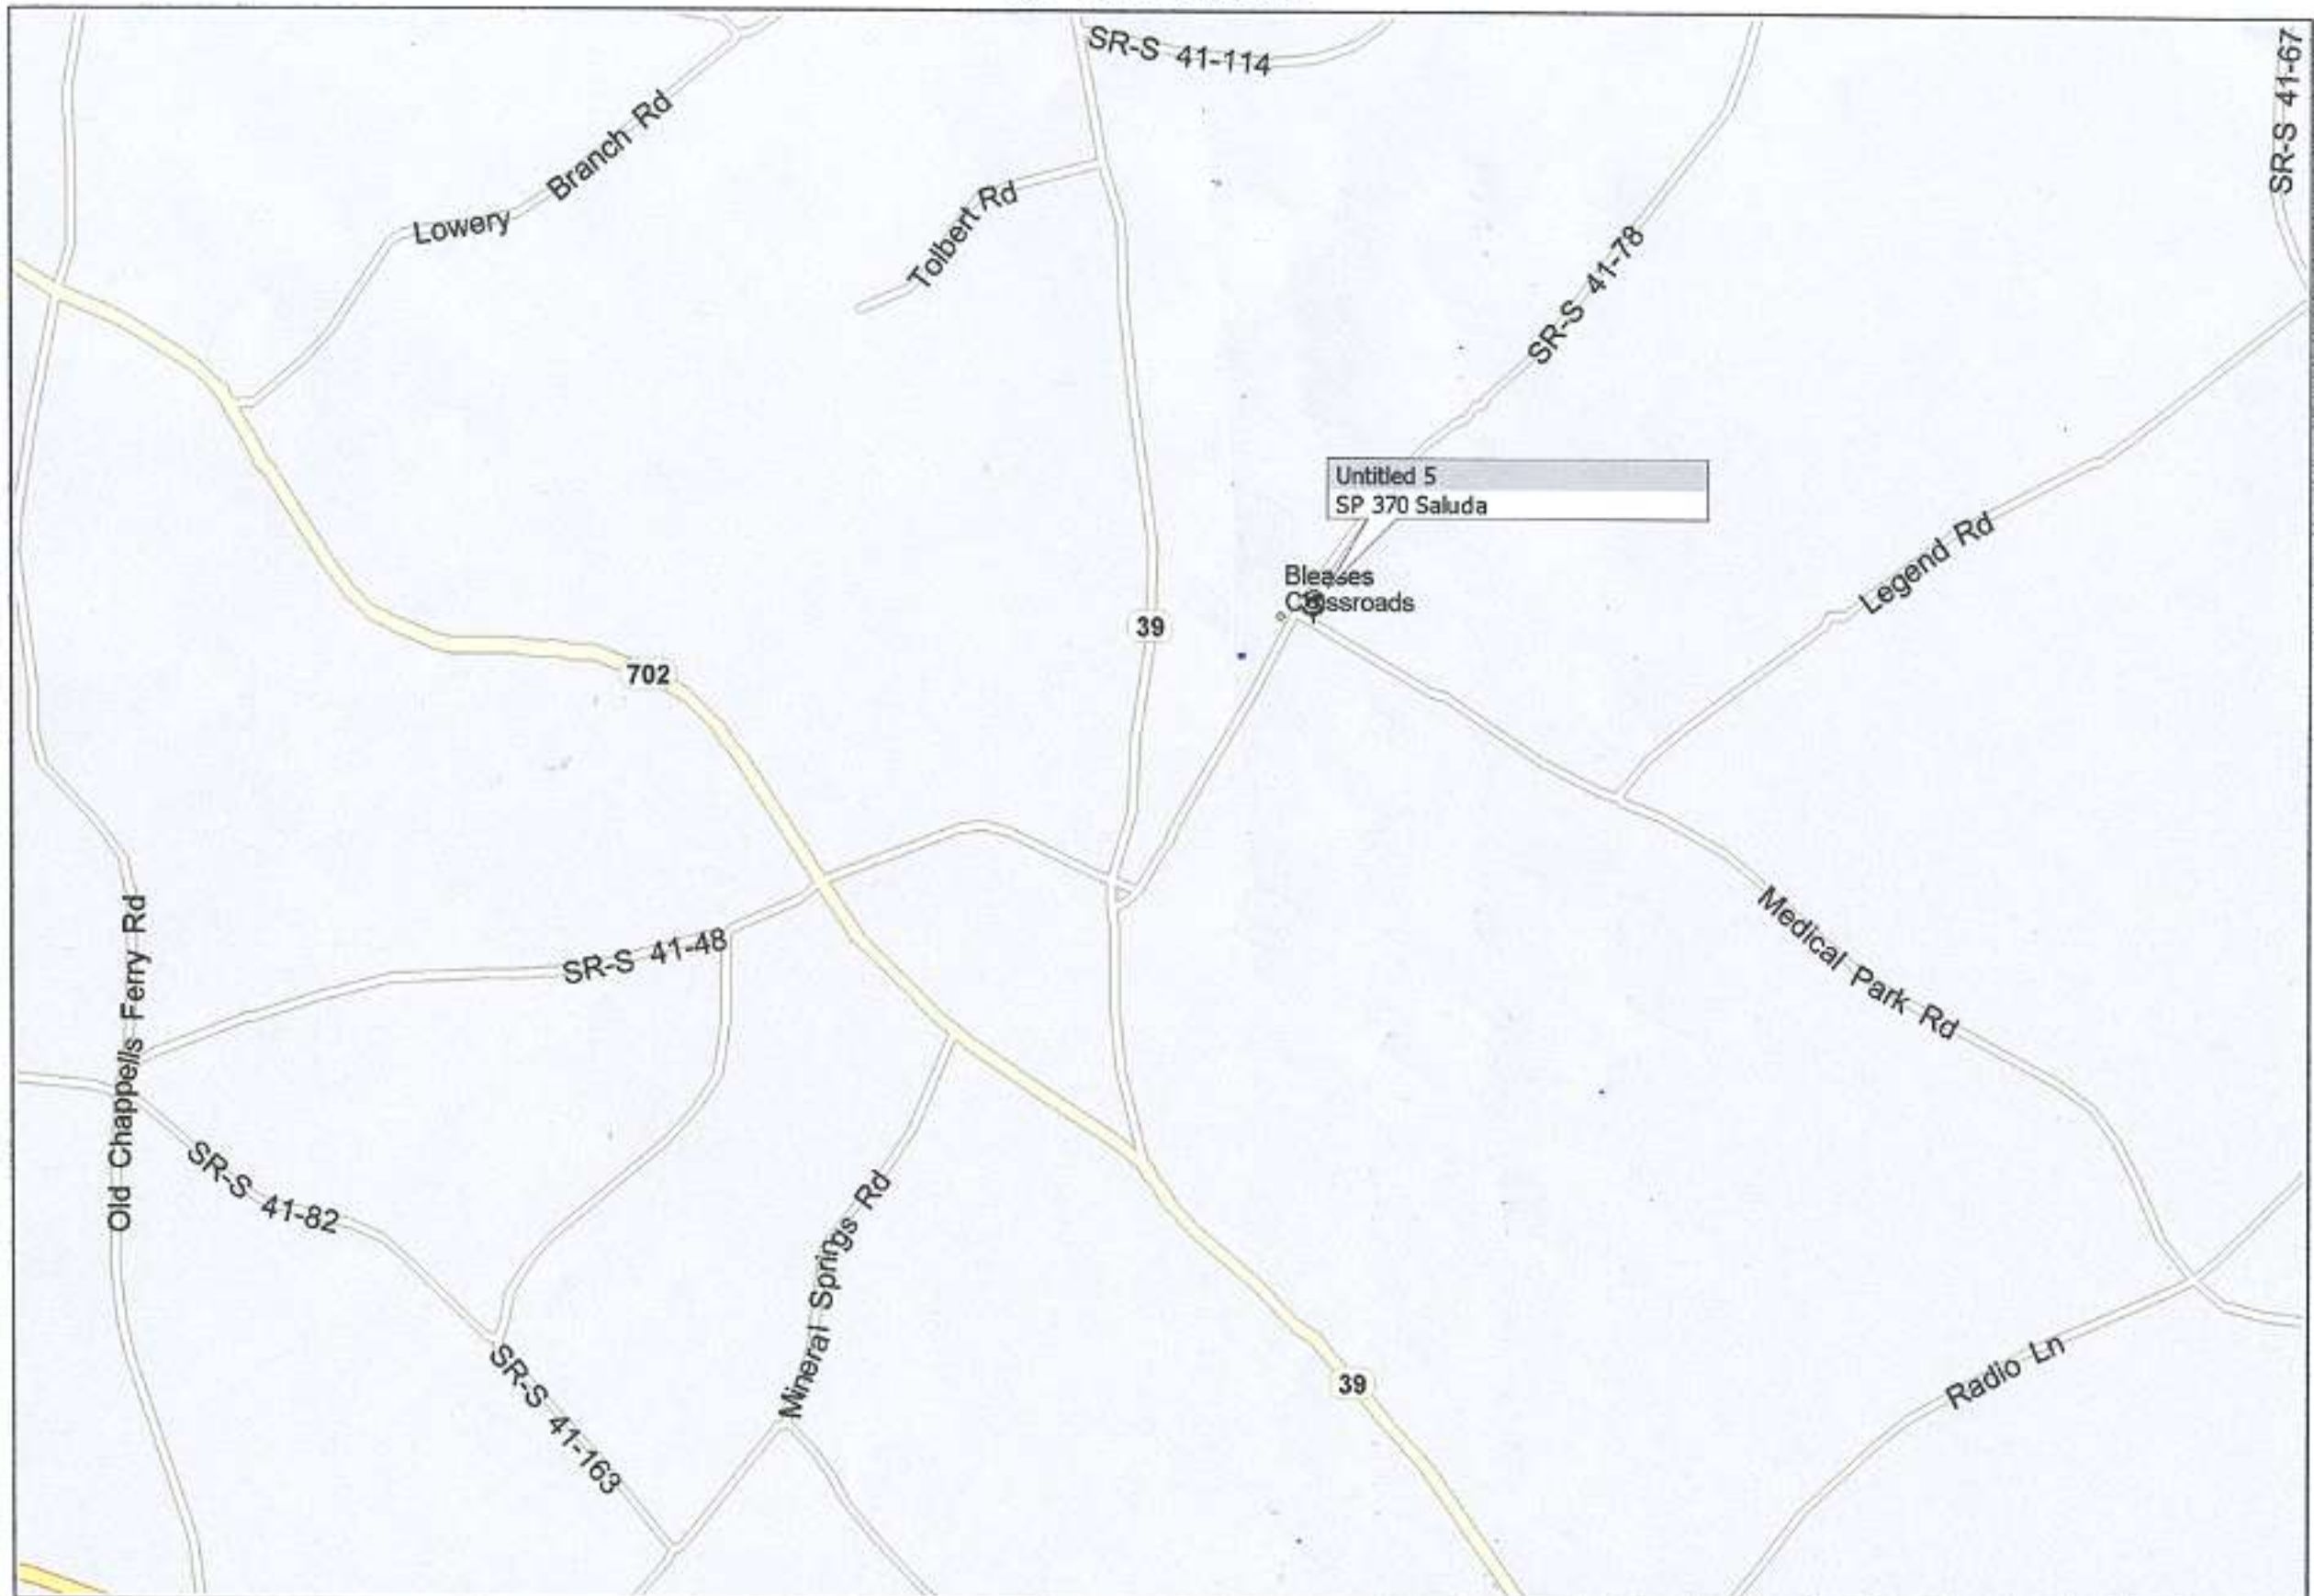 SR-S 41-114
SR-S 41-67
Lowery Branch Rd
Tolbert Rd
SR-S 41-78
Untitled 5
SP 370 Saluda
Bleases
Crossroads
Legend Rd
39
702
Medical Park Rd
SR-S 41-48
Old Chappells Ferry Rd
SR-S 41-82
Mineral Springs Rd
SR-S 41-163
39
Radio Ln